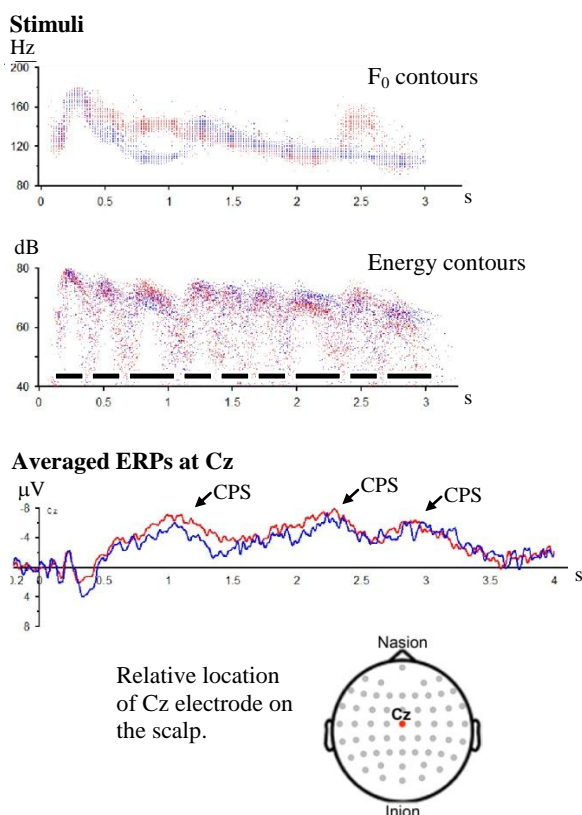 Stimuli
Hz
200
160
120
80
F₀ contours
0 0.5 1 1.5 2 2.5 3 s
dB
80
60
40
Energy contours
0 0.5 1 1.5 2 2.5 3 s
Averaged ERPs at Cz
μV
-8
-4
4
8
Cz
CPS
CPS
CPS
0 0.5 1 1.5 2 2.5 3 3.5 4 s
Nasion
Relative location
of Cz electrode on
the scalp.
Cz
Inion